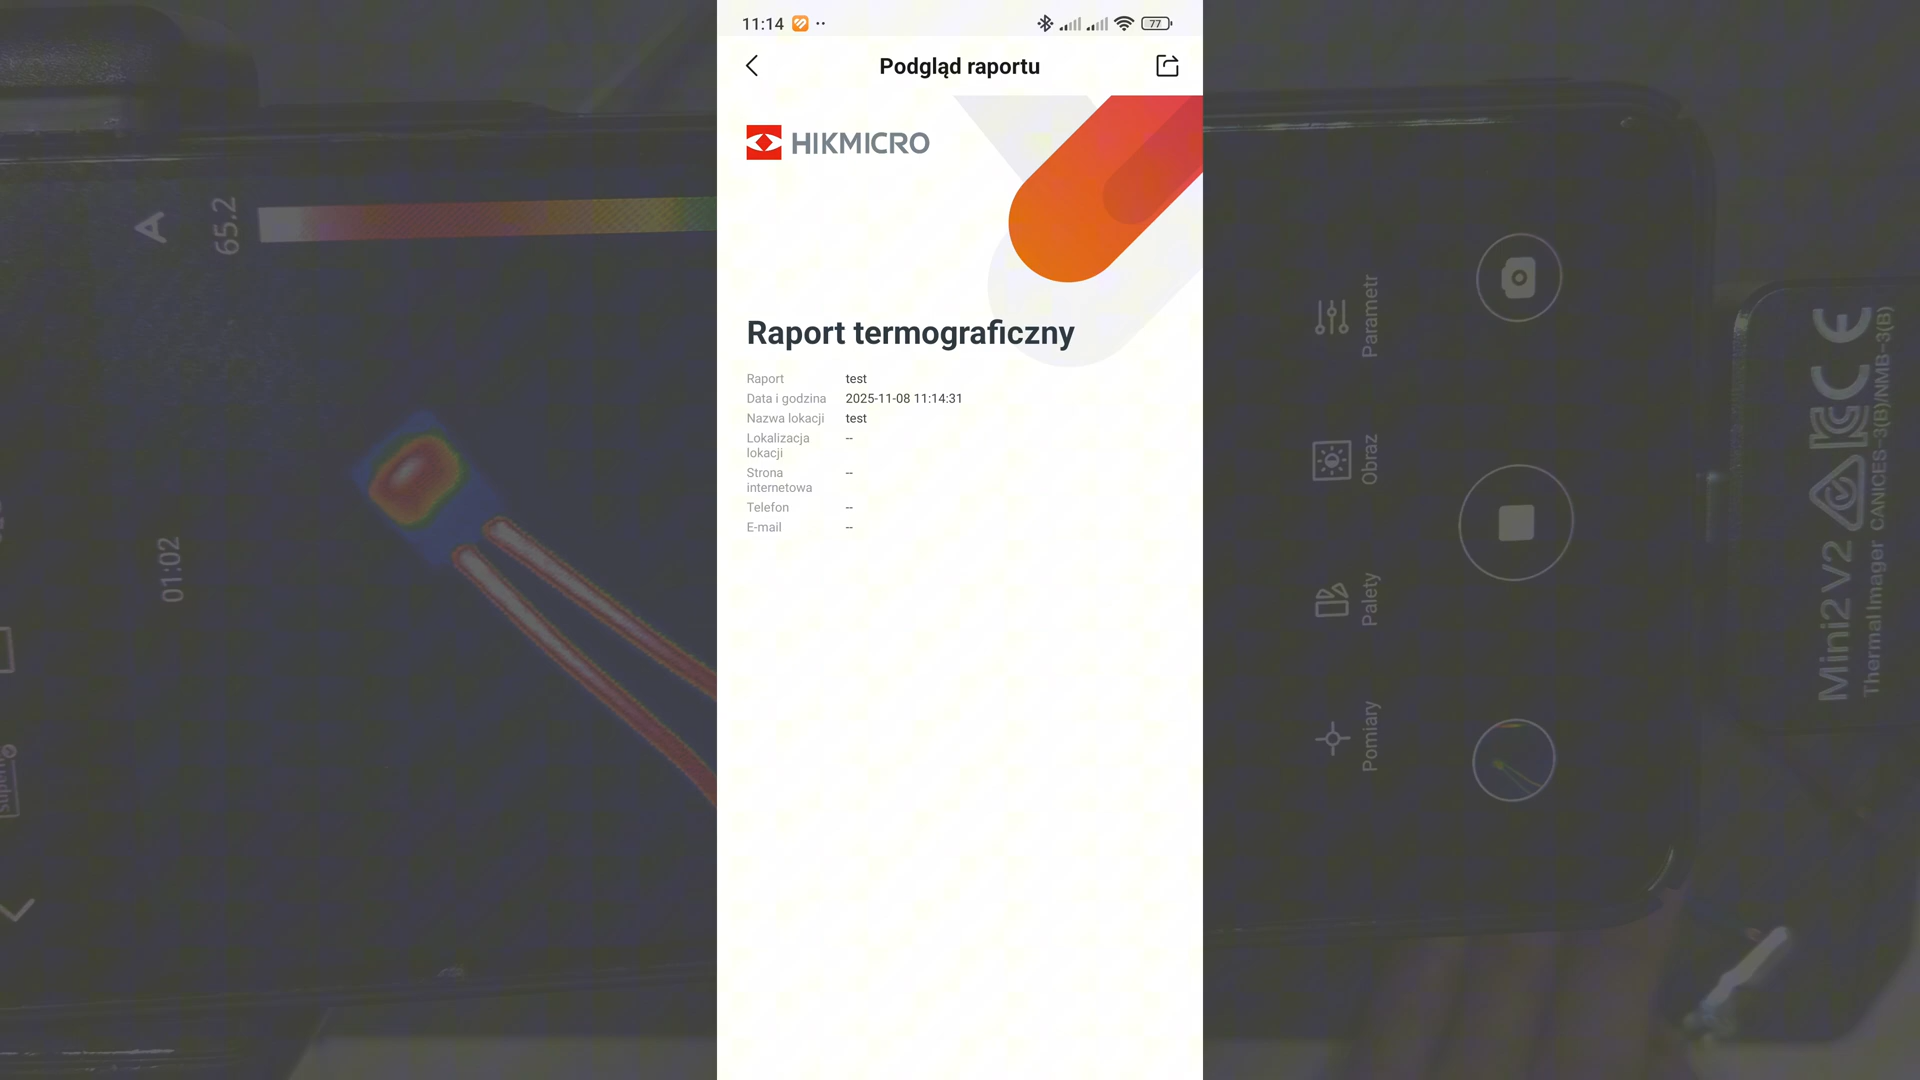 11:14
77
Podgląd raportu
HIKMICRO
Raport termograficzny
Raport test
Data i godzina 2025-11-08 11:14:31
Nazwa lokacji test
Lokalizacja lokacji --
Strona internetowa --
Telefon --
E-mail --
A
65.2
01:02
Parametr
Obraz
Palety
Pomiary
Mini2 V2
Thermal Imager
CE
CANICES-3(B)/NMB-3(B)